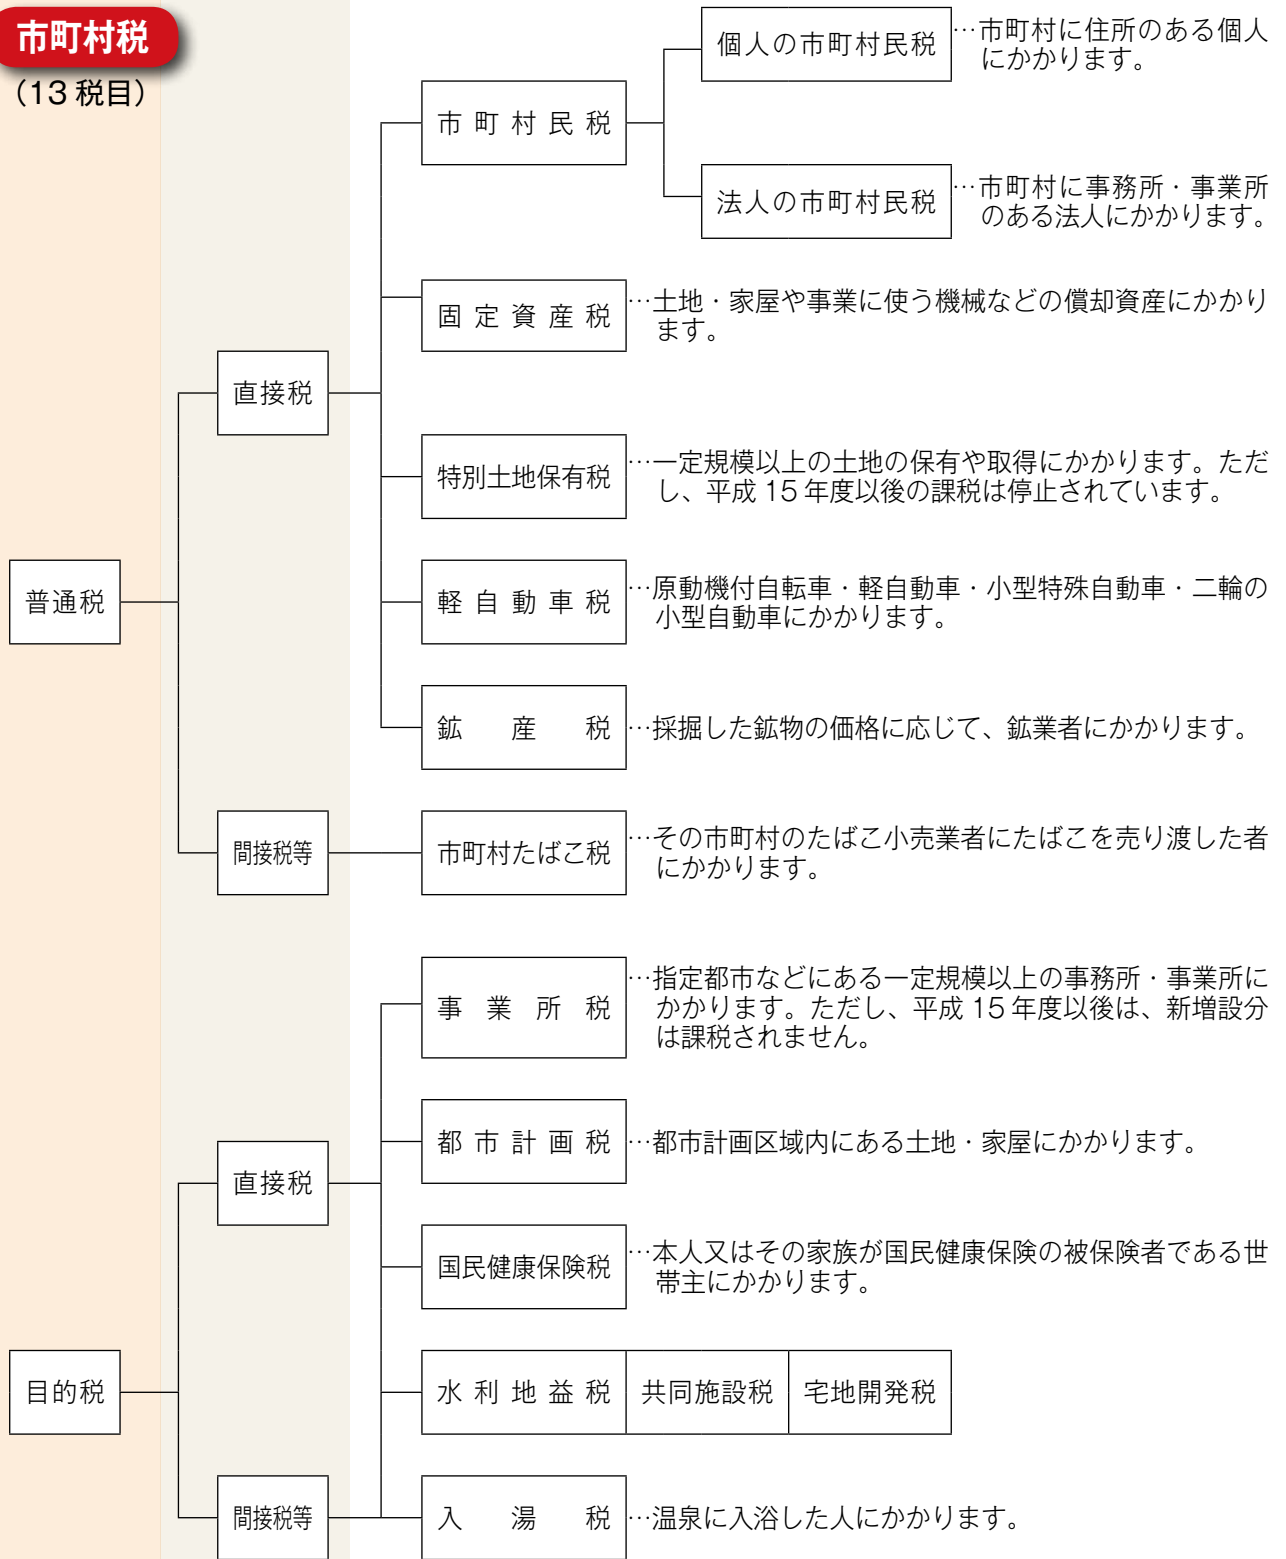 市町村税
（13 税目）
個人の市町村民税
…市町村に住所のある個人
にかかります。
市町村民税
法人の市町村民税
…市町村に事務所・事業所
のある法人にかかります。
固定資産税
…土地・家屋や事業に使う機械などの償却資産にかかり
ます。
直接税
特別土地保有税
…一定規模以上の土地の保有や取得にかかります。ただ
し、平成 15 年度以後の課税は停止されています。
普通税
軽自動車税
…原動機付自転車・軽自動車・小型特殊自動車・二輪の
小型自動車にかかります。
鉱産税
…採掘した鉱物の価格に応じて、鉱業者にかかります。
間接税等
市町村たばこ税
…その市町村のたばこ小売業者にたばこを売り渡した者
にかかります。
事業所税
…指定都市などにある一定規模以上の事務所・事業所に
かかります。ただし、平成 15 年度以後は、新増設分
は課税されません。
都市計画税
…都市計画区域内にある土地・家屋にかかります。
直接税
国民健康保険税
…本人又はその家族が国民健康保険の被保険者である世
帯主にかかります。
目的税
水利地益税 共同施設税 宅地開発税
間接税等
入湯税
…温泉に入浴した人にかかります。